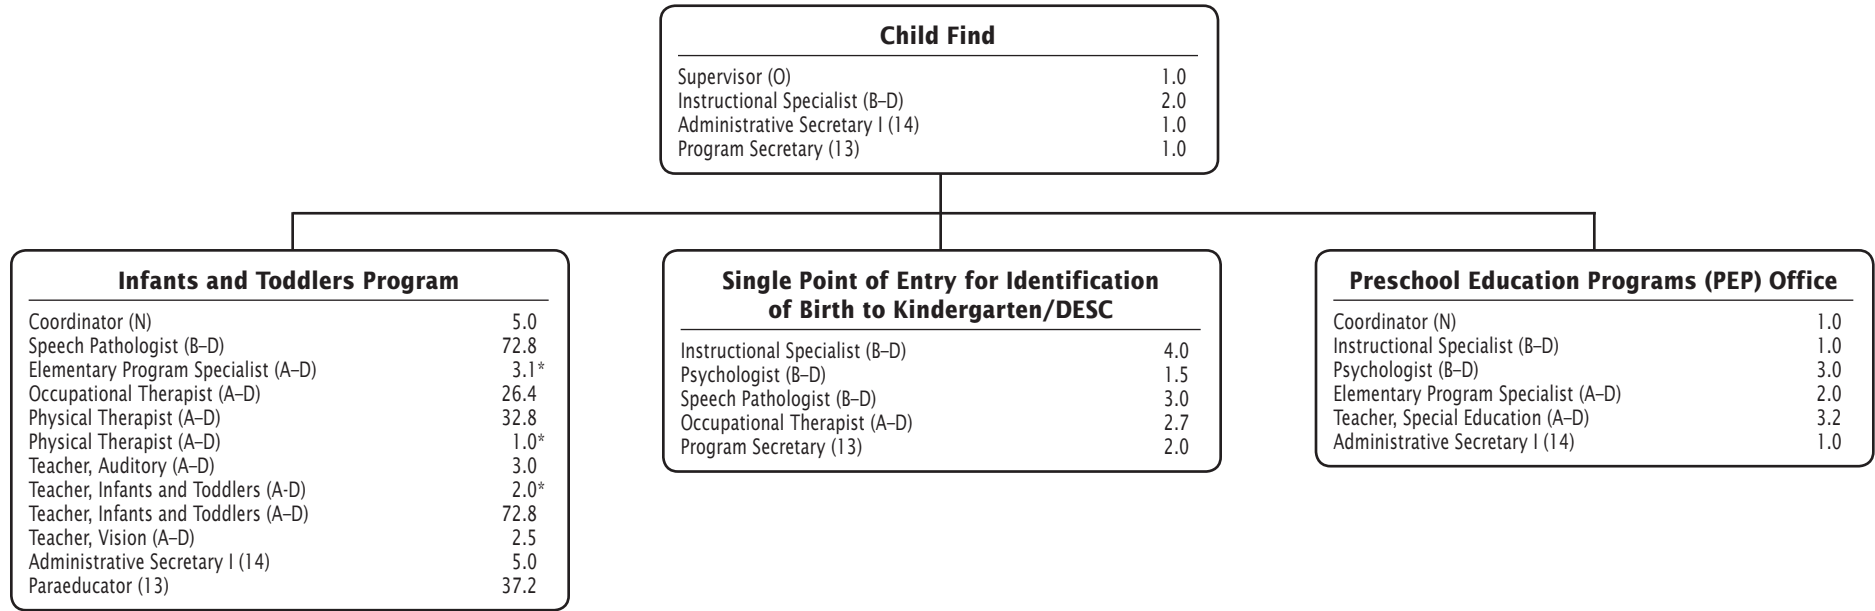 Child Find
Supervisor (O) 1.0
Instructional Specialist (B–D) 2.0
Administrative Secretary I (14) 1.0
Program Secretary (13) 1.0
Infants and Toddlers Program
Coordinator (N) 5.0
Speech Pathologist (B–D) 72.8
Elementary Program Specialist (A–D) 3.1*
Occupational Therapist (A–D) 26.4
Physical Therapist (A–D) 32.8
Physical Therapist (A–D) 1.0*
Teacher, Auditory (A–D) 3.0
Teacher, Infants and Toddlers (A-D) 2.0*
Teacher, Infants and Toddlers (A–D) 72.8
Teacher, Vision (A–D) 2.5
Administrative Secretary I (14) 5.0
Paraeducator (13) 37.2
Single Point of Entry for Identification
of Birth to Kindergarten/DESC
Instructional Specialist (B–D) 4.0
Psychologist (B–D) 1.5
Speech Pathologist (B–D) 3.0
Occupational Therapist (A–D) 2.7
Program Secretary (13) 2.0
Preschool Education Programs (PEP) Office
Coordinator (N) 1.0
Instructional Specialist (B–D) 1.0
Psychologist (B–D) 3.0
Elementary Program Specialist (A–D) 2.0
Teacher, Special Education (A–D) 3.2
Administrative Secretary I (14) 1.0